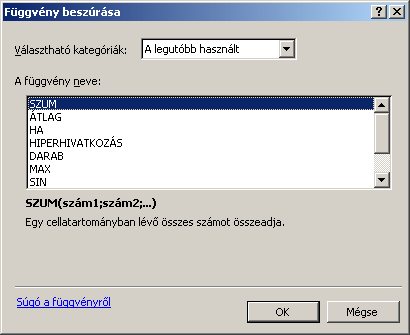 Függvény beszúrása
Választható kategóriák: A legutóbb használt
A függvény neve:
SZUM
ÁTLAG
HA
HIPERHIVATKOZÁS
DARAB
MAX
SIN
SZUM(szám1;szám2;...)
Egy cellatartományban lévő összes számot összeadja.
Súgó a függvényről
OK Mégse